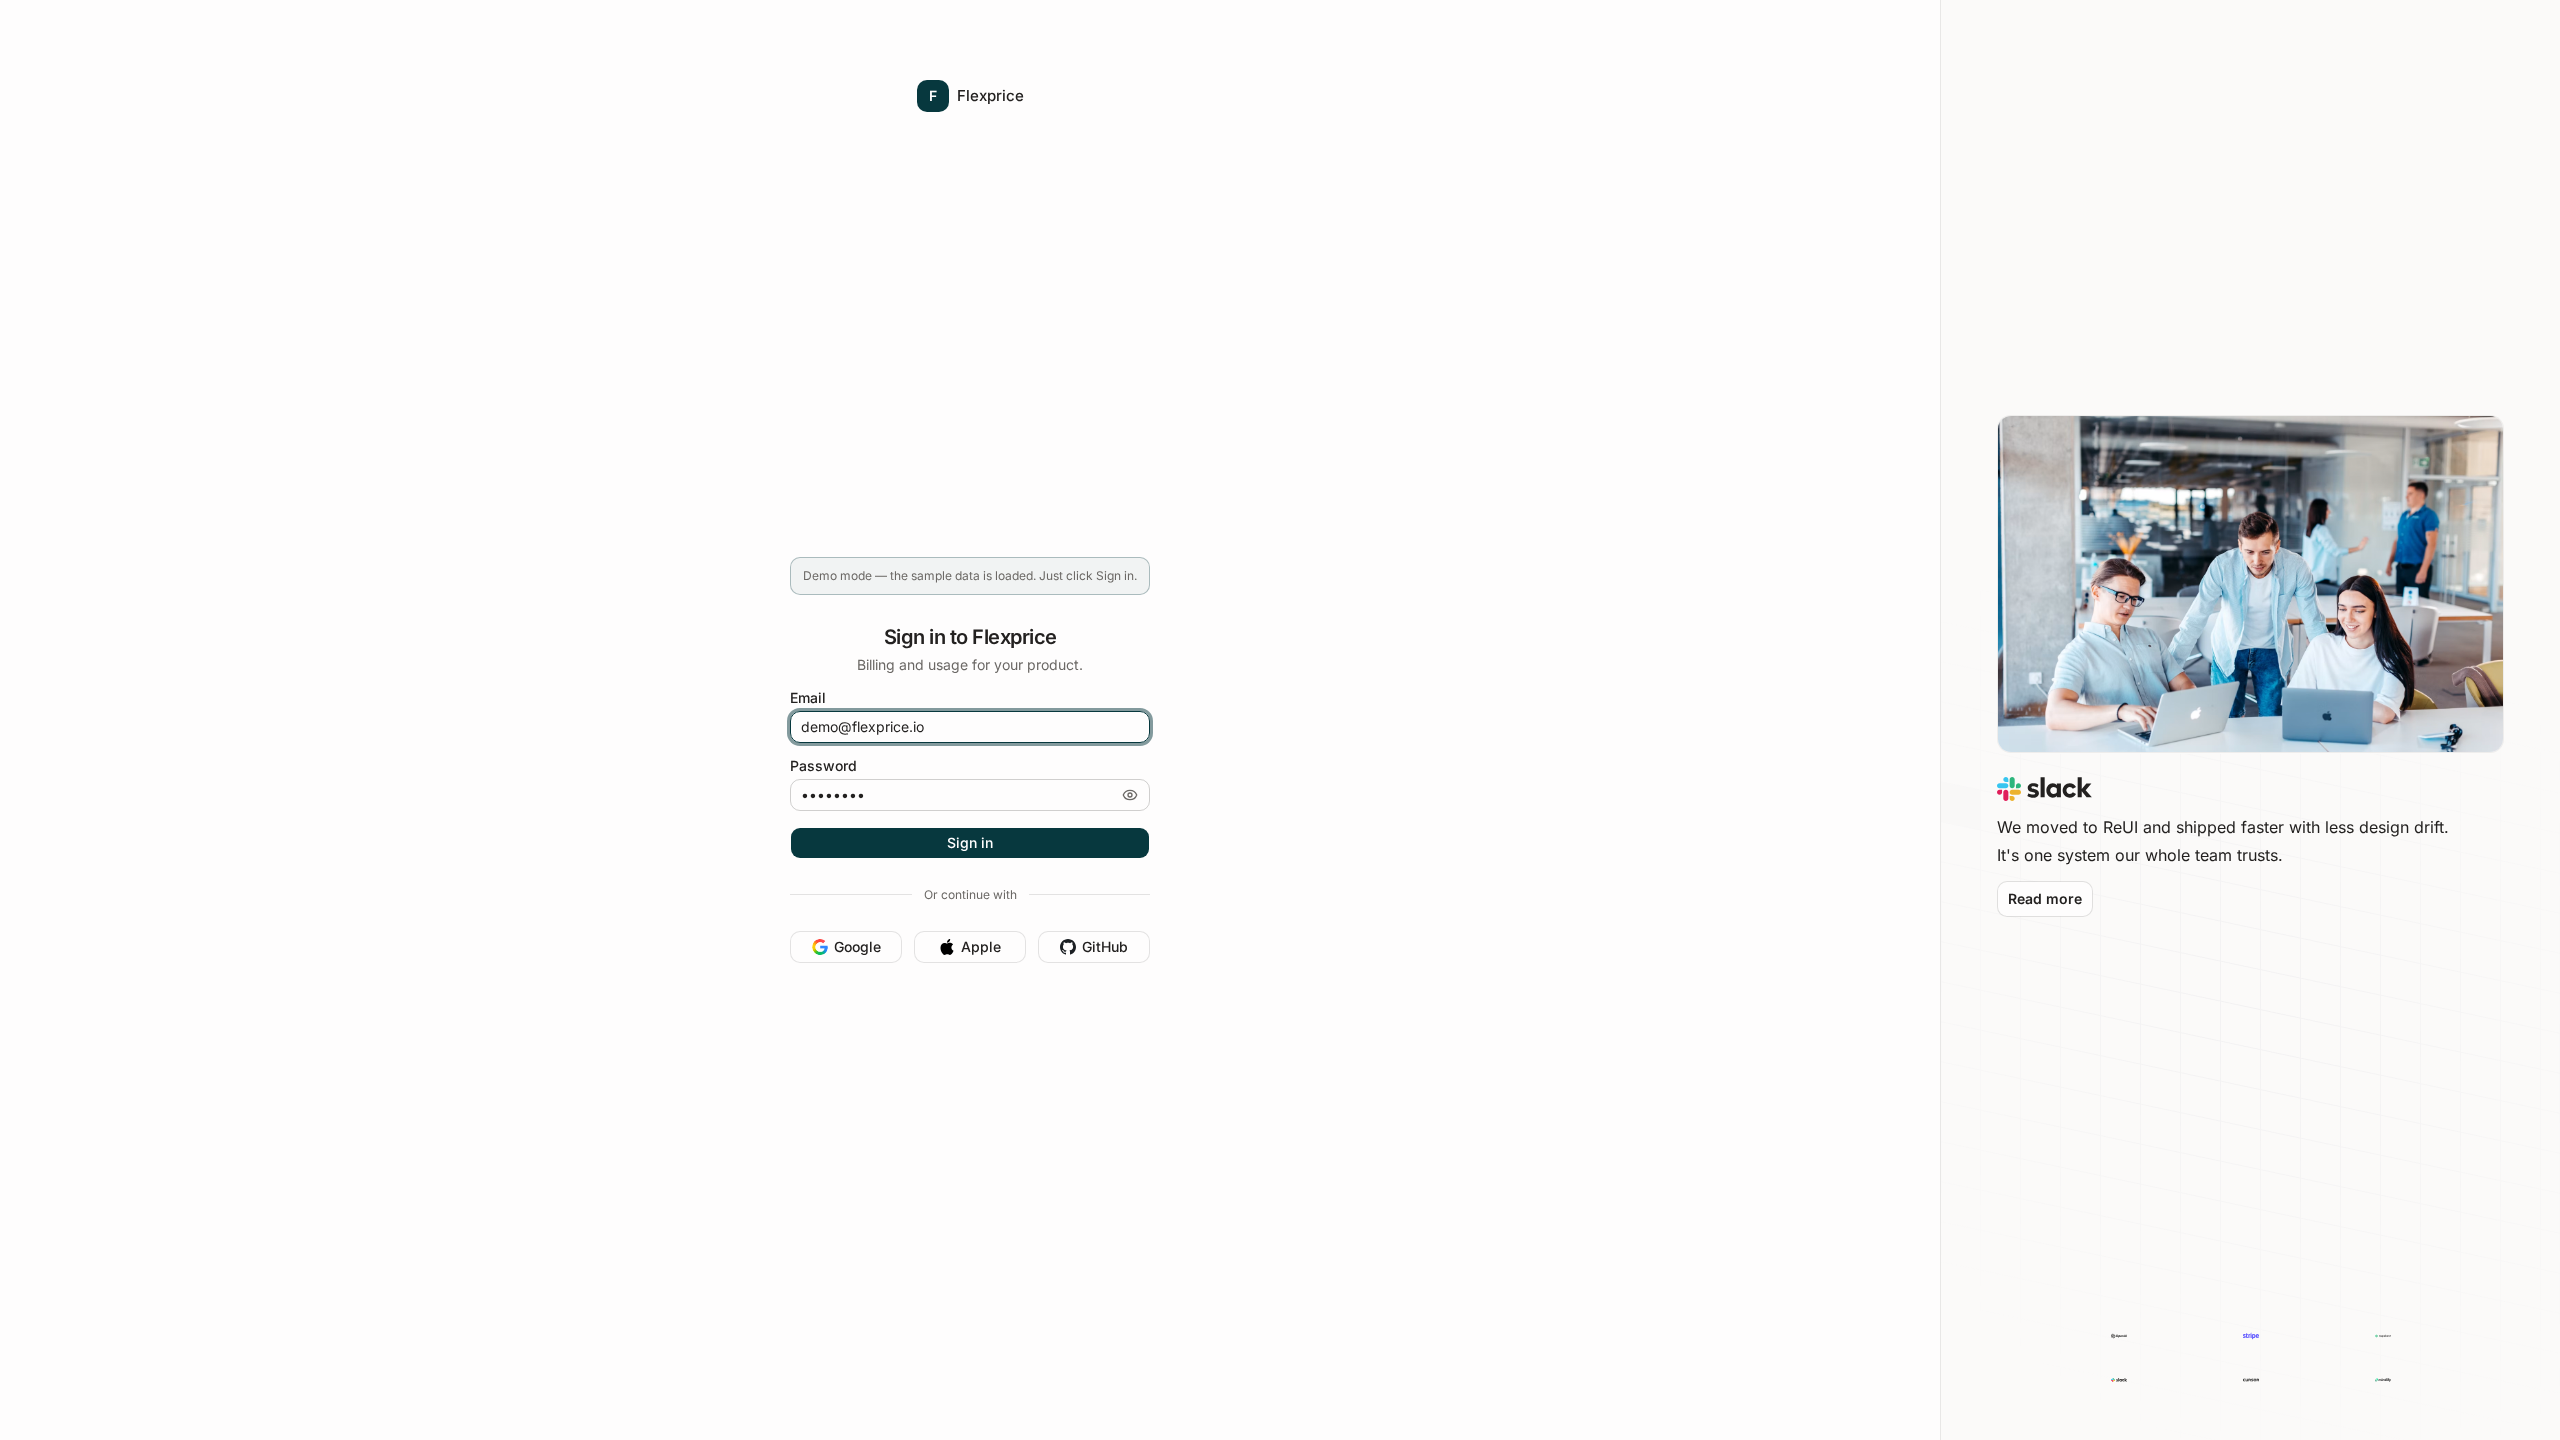 F Flexprice
Demo mode — the sample data is loaded. Just click Sign in.
Sign in to Flexprice
Billing and usage for your product.
Email
demo@flexprice.io
Password
Sign in
Or continue with
Google Apple GitHub
slack
We moved to ReUI and shipped faster with less design drift.
It's one system our whole team trusts.
Read more
stripe
slack